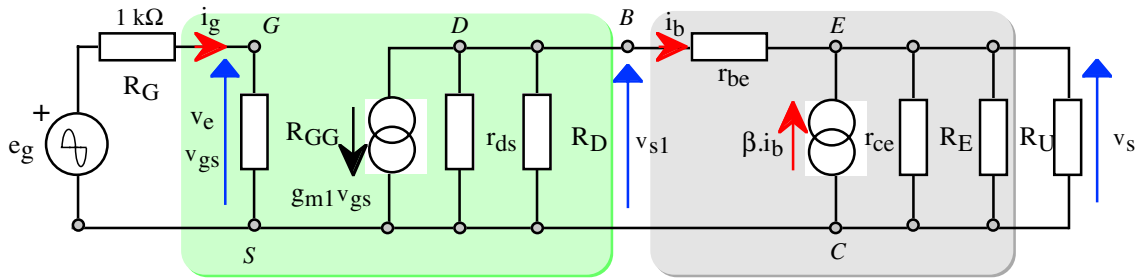 1 kΩ
i_g
G
D
B
i_b
E
R_G
r_be
+
e_g
v_e
v_gs
R_GG
g_m1 v_gs
r_ds
R_D
v_s1
β.i_b
r_ce
R_E
R_U
v_s
S
C